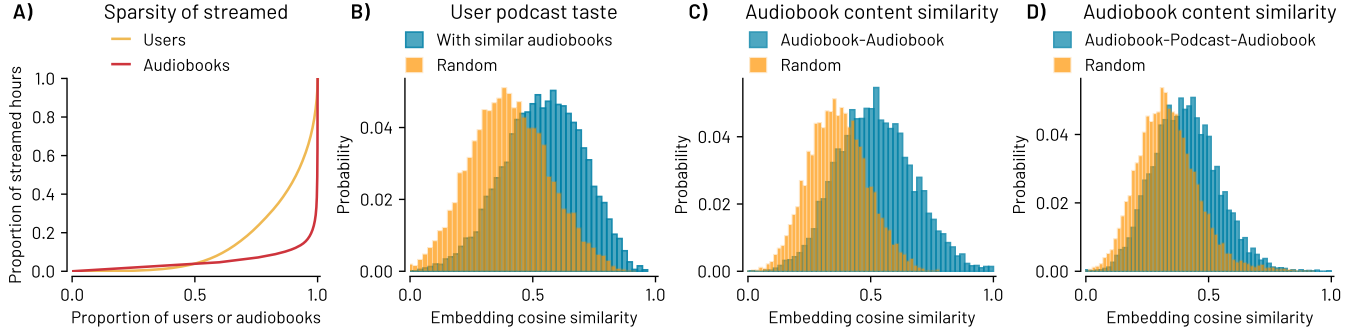 A) Sparsity of streamed
Users
Audiobooks
1.0
0.8
0.6
0.4
0.2
0.0
Proportion of streamed hours
0.0 0.5 1.0
Proportion of users or audiobooks
B) User podcast taste
With similar audiobooks
Random
0.04
0.02
0.00
Probability
0.0 0.5 1.0
Embedding cosine similarity
C) Audiobook content similarity
Audiobook-Audiobook
Random
0.04
0.02
0.00
Probability
0.0 0.5 1.0
Embedding cosine similarity
D) Audiobook content similarity
Audiobook-Podcast-Audiobook
Random
0.04
0.02
0.00
Probability
0.0 0.5 1.0
Embedding cosine similarity